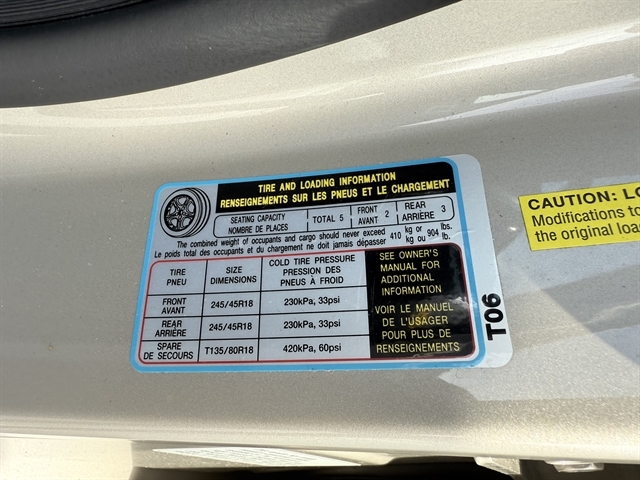 TIRE AND LOADING INFORMATION
RENSEIGNEMENTS SUR LES PNEUS ET LE CHARGEMENT
SEATING CAPACITY
NOMBRE DE PLACES
TOTAL 5
FRONT
AVANT 2
REAR
ARRIÈRE 3
The combined weight of occupants and cargo should never exceed 410 kg or 904 lbs.
Le poids total des occupants et du chargement ne doit jamais dépasser kg ou lb.
TIRE
PNEU
SIZE
DIMENSIONS
COLD TIRE PRESSURE
PRESSION DES
PNEUS À FROID
FRONT
AVANT
245/45R18
230kPa, 33psi
REAR
ARRIÈRE
245/45R18
230kPa, 33psi
SPARE
DE SECOURS
T135/80R18
420kPa, 60psi
SEE OWNER'S
MANUAL FOR
ADDITIONAL
INFORMATION
VOIR LE MANUEL
DE L'USAGER
POUR PLUS DE
RENSEIGNEMENTS
T06
CAUTION: LO
Modifications to
the original loa